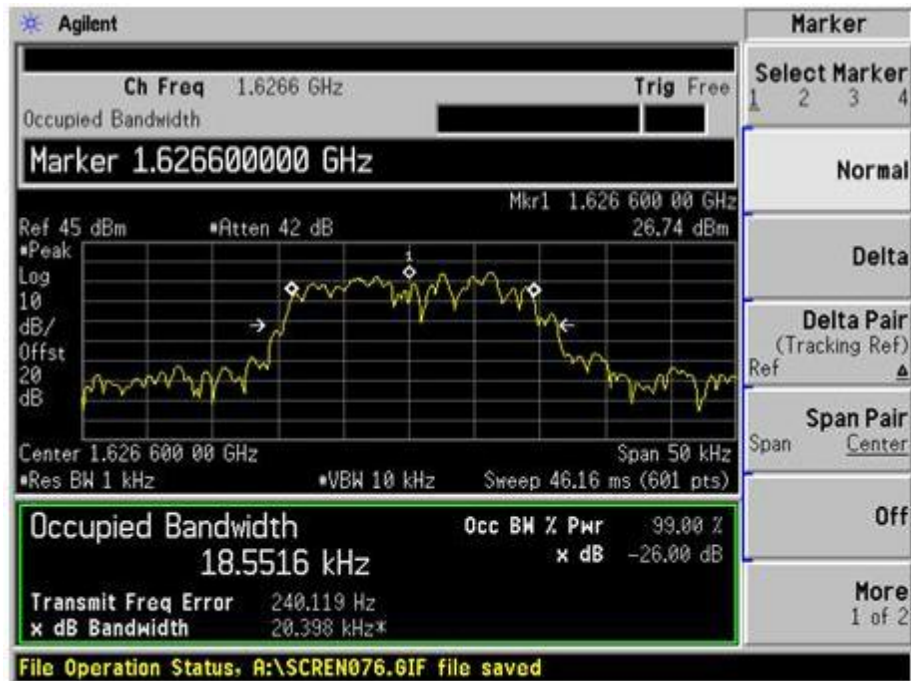 Agilent
Marker
Ch Freq 1.6266 GHz Trig Free
Occupied Bandwidth
Marker 1.626600000 GHz
Mkr1 1.626 600 00 GHz
Ref 45 dBm *Atten 42 dB 26.74 dBm
*Peak
Log
10
dB/
Offst
20
dB
1
Center 1.626 600 00 GHz Span 50 kHz
*Res BW 1 kHz *VBW 10 kHz Sweep 46.16 ms (601 pts)
Occupied Bandwidth
18.5516 kHz
Occ BW % Pwr 99.00 %
x dB -26.00 dB
Transmit Freq Error 240.119 Hz
x dB Bandwidth 20.398 kHz*
File Operation Status, A:\SCREN076.GIF file saved
Select Marker
1 2 3 4
Normal
Delta
Delta Pair
(Tracking Ref)
Ref Δ
Span Pair
Span Center
Off
More
1 of 2